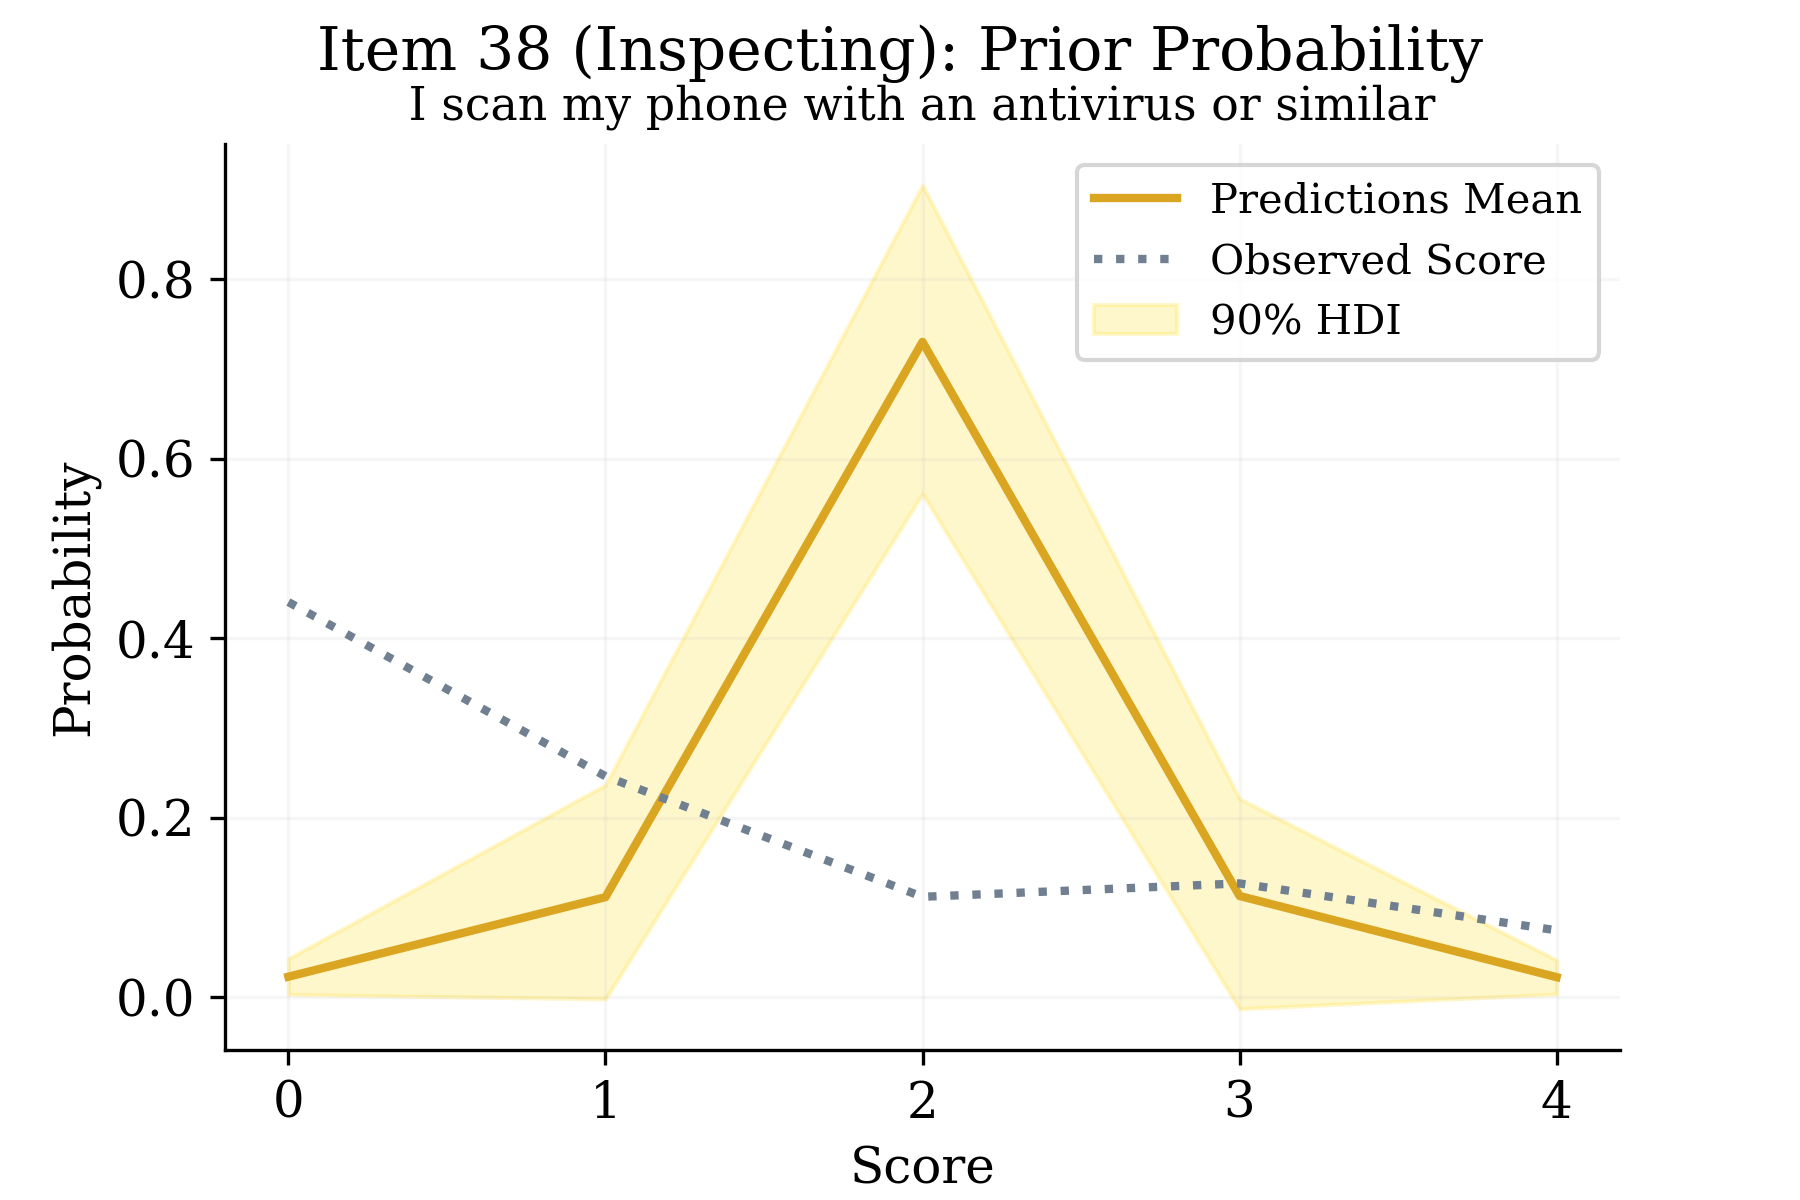 Item 38 (Inspecting): Prior Probability
I scan my phone with an antivirus or similar
Predictions Mean
Observed Score
90% HDI
Probability
0.8
0.6
0.4
0.2
0.0
0 1 2 3 4
Score